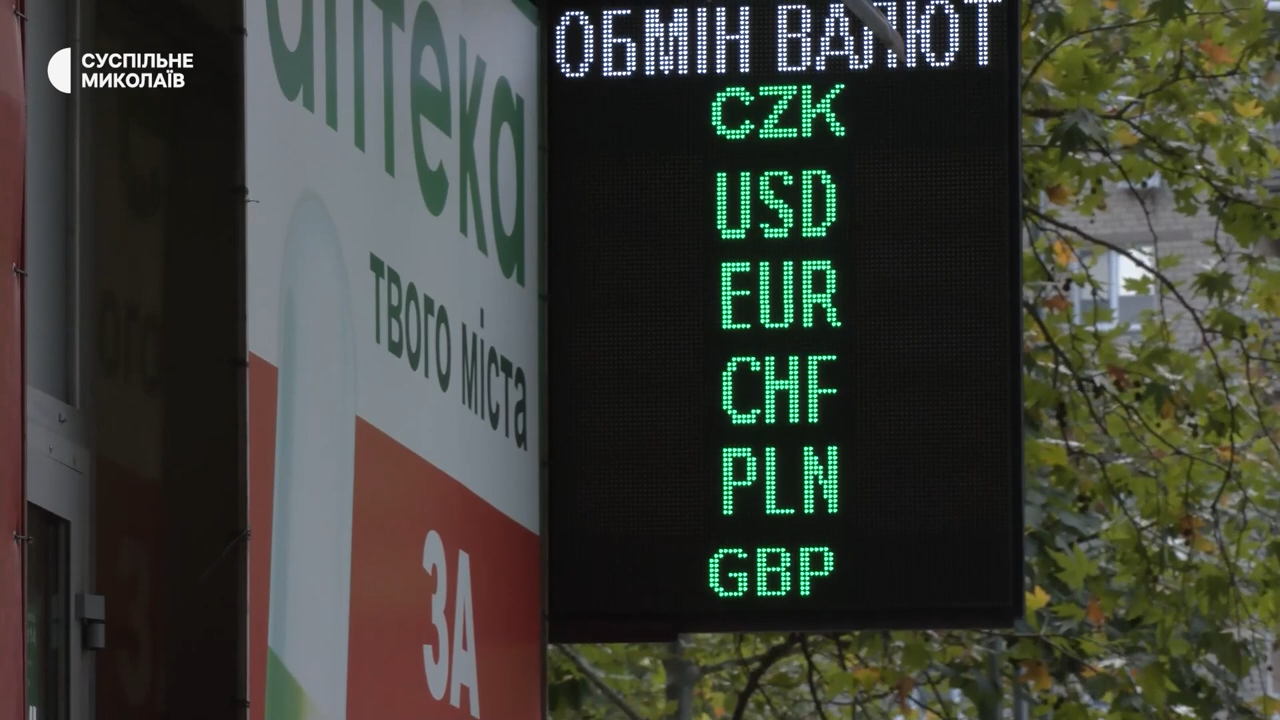 СУСПІЛЬНЕ
МИКОЛАЇВ
аптека
твого міста
ЗА
ОБМІН ВАЛЮТ
CZK
USD
EUR
CHF
PLN
GBP